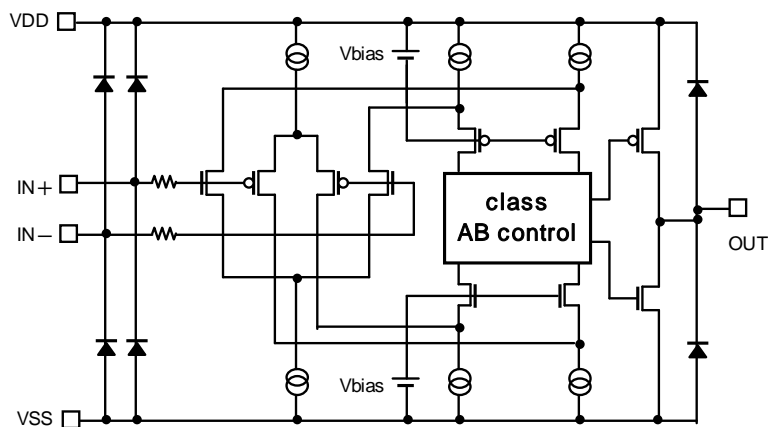 VDD
Vbias
IN+
IN−
class
AB control
OUT
Vbias
VSS